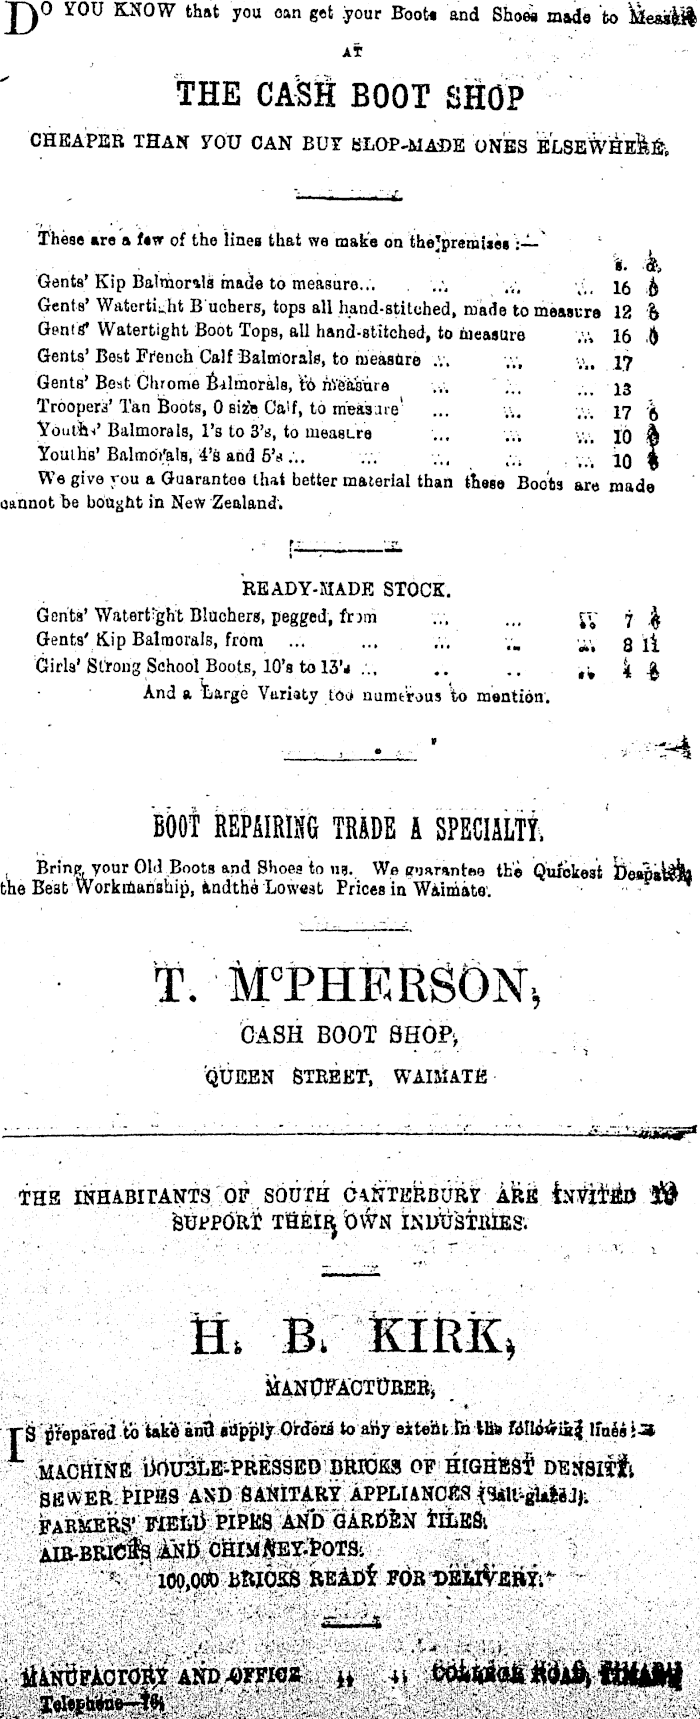 DO YOU KNOW that you can get your Boots and Shoes made to Measure
AT
THE CASH BOOT SHOP
CHEAPER THAN YOU CAN BUY SLOP-MADE ONES ELSEWHERE.
These are a few of the lines that we make on the premises :—
s. d.
Gents' Kip Balmorals made to measure... ... ... ... 16
Gents' Watertight Bluchers, tops all hand-stitched, made to measure 12 6
Gents' Watertight Boot Tops, all hand-stitched, to measure ... 16 0
Gents' Best French Calf Balmorals, to measure ... ... ... 17
Gents' Best Chrome Balmorals, to measure ... ... ... 13
Troopers' Tan Boots, 0 size Calf, to measure ... ... ... 17 6
Youths' Balmorals, 1's to 3's, to measure ... ... ... 10
Youths' Balmorals, 4's and 5's ... ... ... ... ... 10
We give you a Guarantee that better material than these Boots are made
cannot be bought in New Zealand.
READY-MADE STOCK.
Gents' Watertight Bluchers, pegged, from ... ... ... 7
Gents' Kip Balmorals, from ... ... ... ... ... 8 11
Girls' Strong School Boots, 10's to 13's ... .. .. .. 4
And a Large Variety too numerous to mention.
BOOT REPAIRING TRADE A SPECIALTY.
Bring your Old Boots and Shoes to us. We guarantee the Quickest Despatch
the Best Workmanship, and the Lowest Prices in Waimate.
T. McPHERSON,
CASH BOOT SHOP,
QUEEN STREET, WAIMATE
THE INHABITANTS OF SOUTH CANTERBURY ARE INVITED TO
SUPPORT THEIR OWN INDUSTRIES.
H. B. KIRK,
MANUFACTURER,
IS prepared to take and supply Orders to any extent in the following lines:—
MACHINE DOUBLE-PRESSED BRICKS OF HIGHEST DENSITY.
SEWER PIPES AND SANITARY APPLIANCES (Salt-glazed).
FARMERS' FIELD PIPES AND GARDEN TILES.
AIR-BRICKS AND CHIMNEY-POTS.
100,000 BRICKS READY FOR DELIVERY.
MANUFACTORY AND OFFICE ,, ,, COLLEGE ROAD, TIMARU
Telephone—